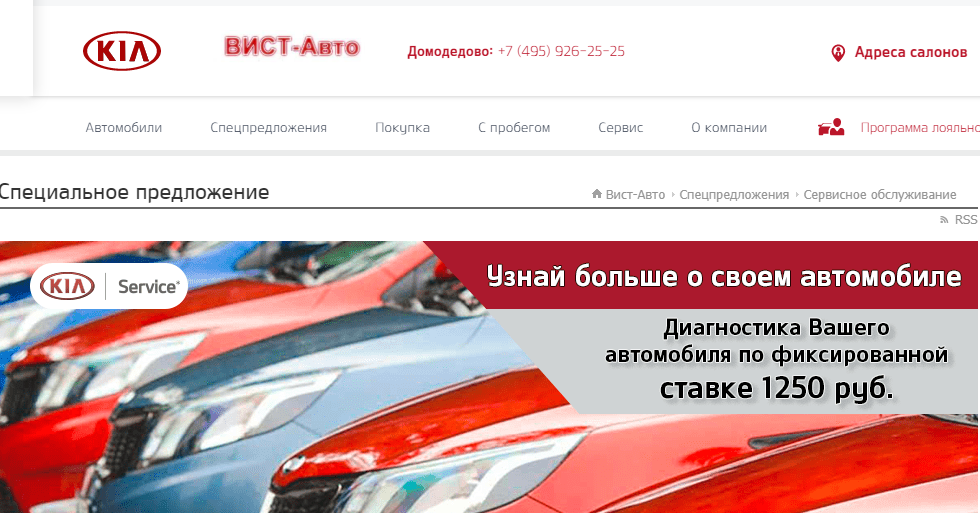 KIA
ВИСТ-Авто
Домодедово: +7 (495) 926-25-25
Адреса салонов
Автомобили Спецпредложения Покупка С пробегом Сервис О компании Программа лояльно
Специальное предложение
Вист-Авто Спецпредложения Сервисное обслуживание
RSS
KIA Service*
Узнай больше о своем автомобиле
Диагностика Вашего
автомобиля по фиксированной
ставке 1250 руб.